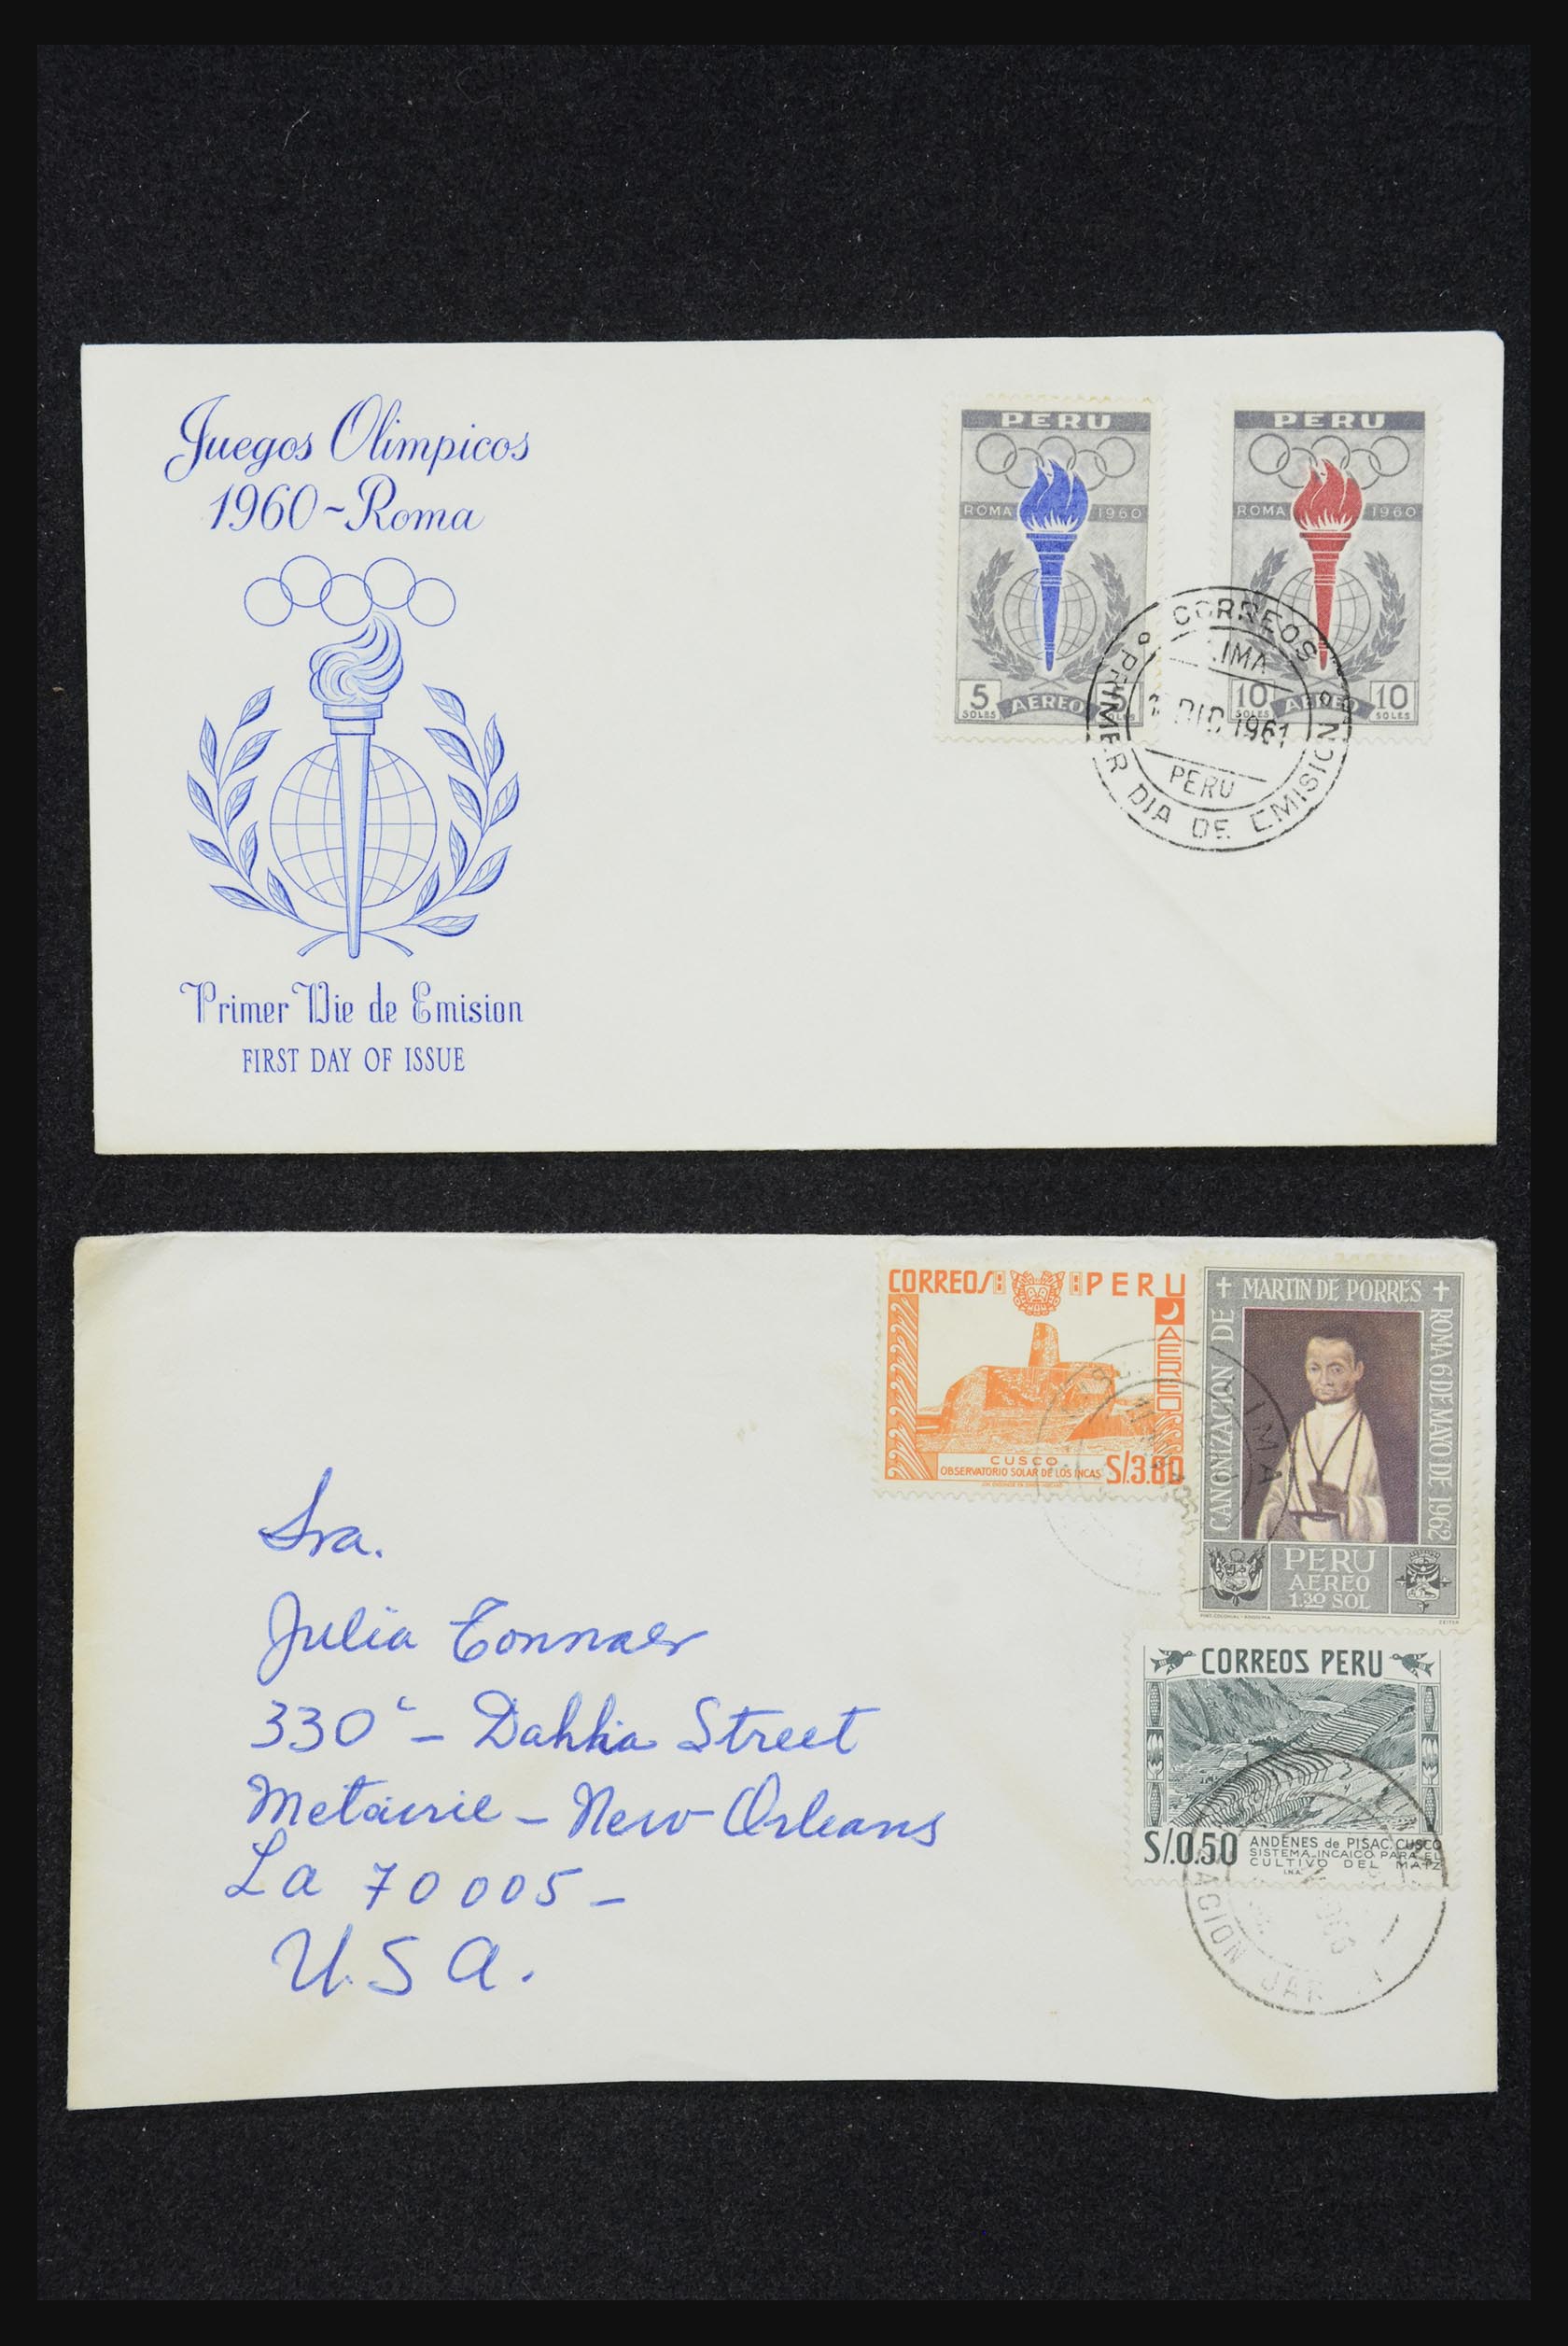 Juegos Olimpicos
1960~Roma
Primer Die de Emision
FIRST DAY OF ISSUE
PERU
ROMA 1960
5 SOLES
AEREO
PERU
ROMA 1960
10 SOLES
AEREO
10 SOLES
CORREOS
PRIMER DIA DE EMISION
DIC 1961
PERU
CORREOS PERU
AEREO
CUSCO
OBSERVATORIO SOLAR DE LOS INCAS
S/3.80
CANONIZACION DE
+ MARTIN DE PORRES +
ROMA 6 DE MAYO DE 1962
PERU
AEREO
1.30 SOL
LIMA
CORREOS PERU
S/.0.50
ANDENES de PISAC.CUSCO
SISTEMA INCAICO PARA EL
CULTIVO DEL MAIZ
Sra.
Julia
330 - Dahlia Street
Metairie - New Orleans
La 70005 -
U.S.A.